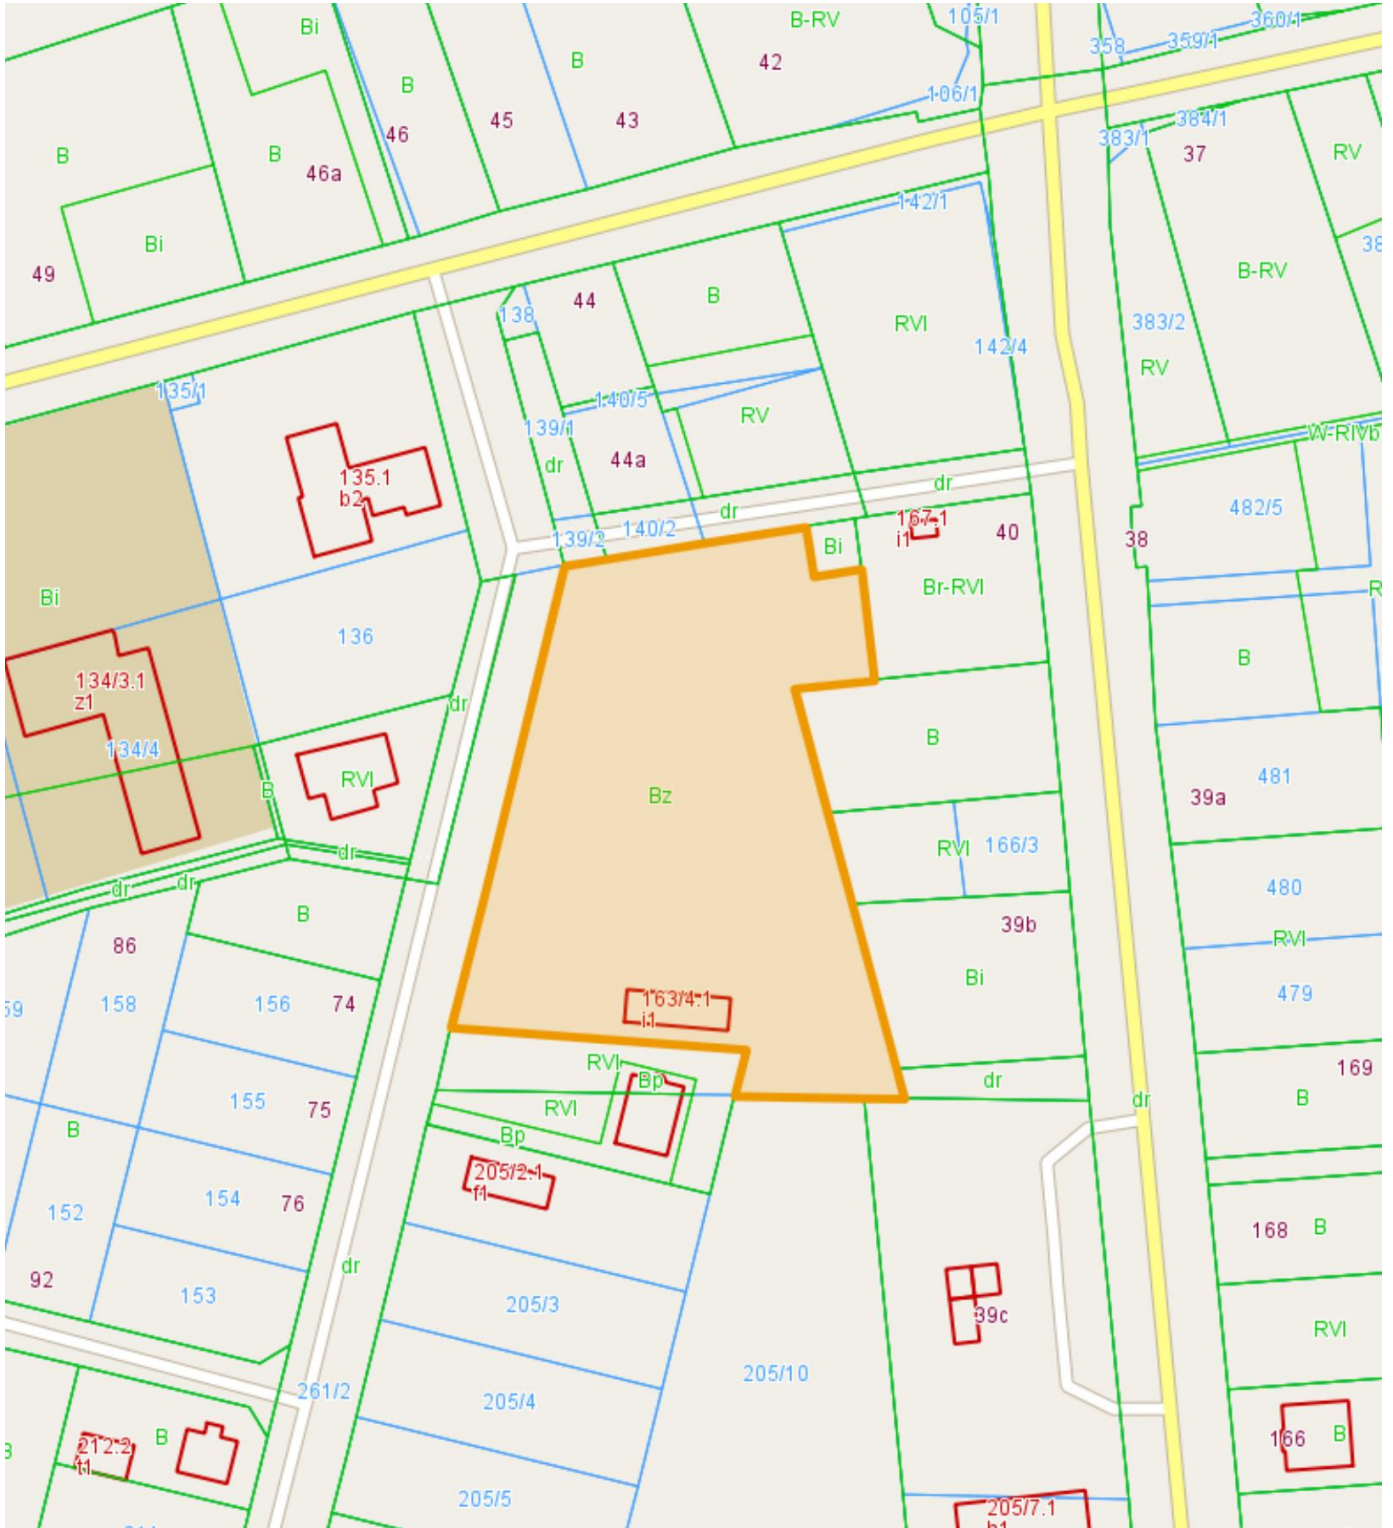 Bi
B-RV
105/1
360/1
358
359/1
B
42
B
106/1
46
45
43
384/1
383/1
37
RV
B
B
46a
142/1
Bi
49
B-RV
44
B
138
RVI
383/2
142/4
135/1
RV
140/5
139/1
RV
W-RIVb
dr
44a
135.1
b2
dr
dr
482/5
167.1
i1
40
38
139/2
140/2
Bi
Br-RVI
Bi
136
B
134/3.1
z1
dr
134/4
B
RVI
481
B
Bz
39a
RVI
166/3
dr
480
dr
dr
B
39b
86
RVI
Bi
158
156
74
163/4.1
i1
479
RVI
169
Bp
dr
155
75
RVI
dr
B
B
Bp
205/2.1
f1
154
76
152
168
B
dr
92
153
205/3
39c
RVI
261/2
205/4
205/10
B
212.2
t1
166
B
205/5
205/7.1